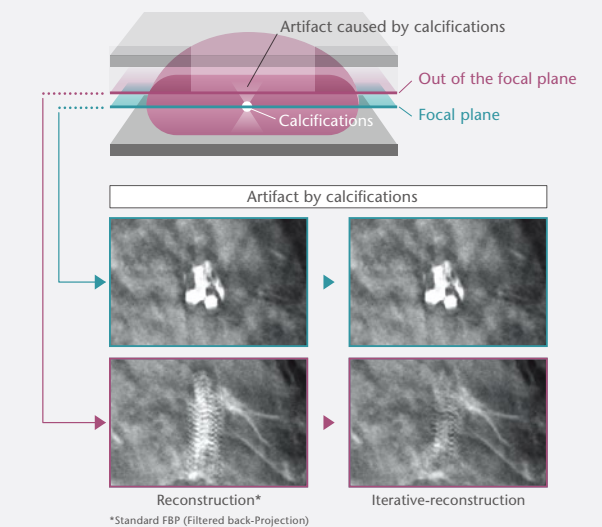 Artifact caused by calcifications
Out of the focal plane
Focal plane
Calcifications
Artifact by calcifications
Reconstruction*
Iterative-reconstruction
*Standard FBP (Filtered back-Projection)